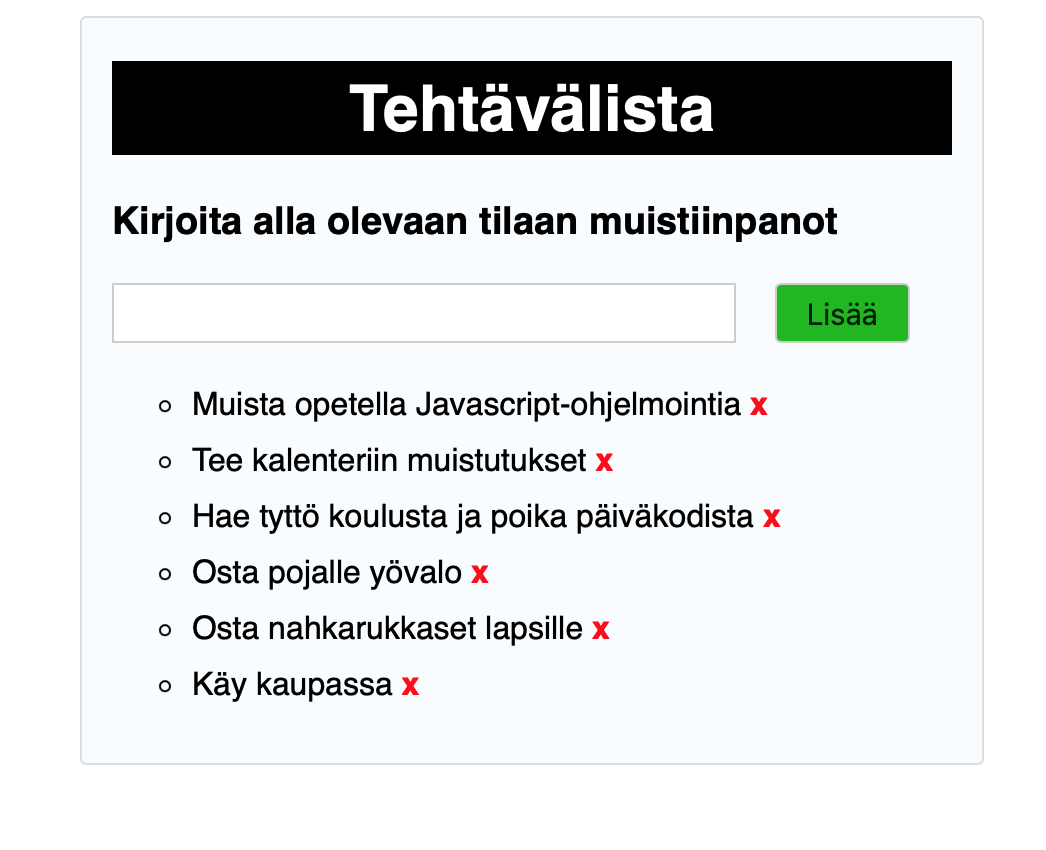 Tehtävälista
Kirjoita alla olevaan tilaan muistiinpanot
Lisää
Muista opetella Javascript-ohjelmointia x
Tee kalenteriin muistutukset x
Hae tyttö koulusta ja poika päiväkodista x
Osta pojalle yövalo x
Osta nahkarukkaset lapsille x
Käy kaupassa x